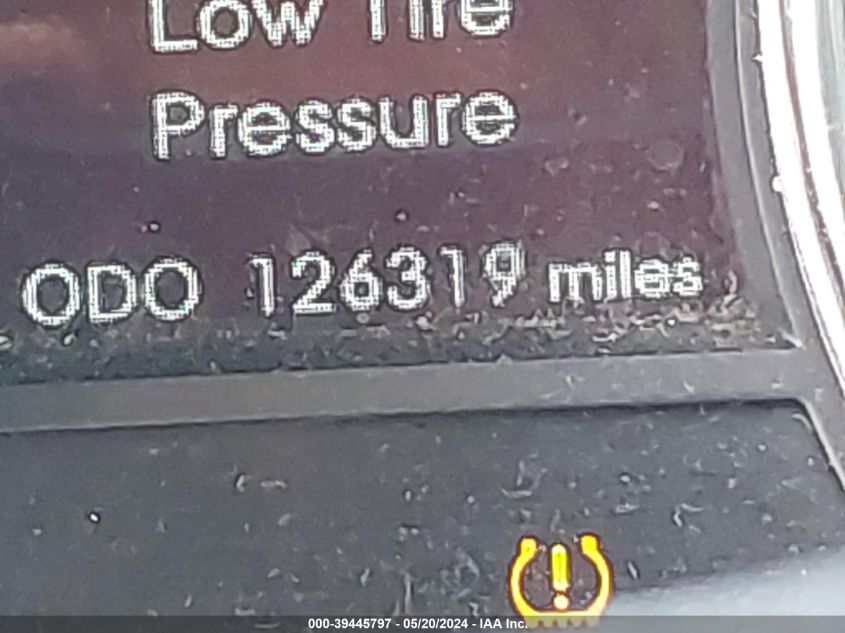 Low Tire
Pressure
ODO 126319 miles
000-39445797 - 05/20/2024 - IAA Inc.